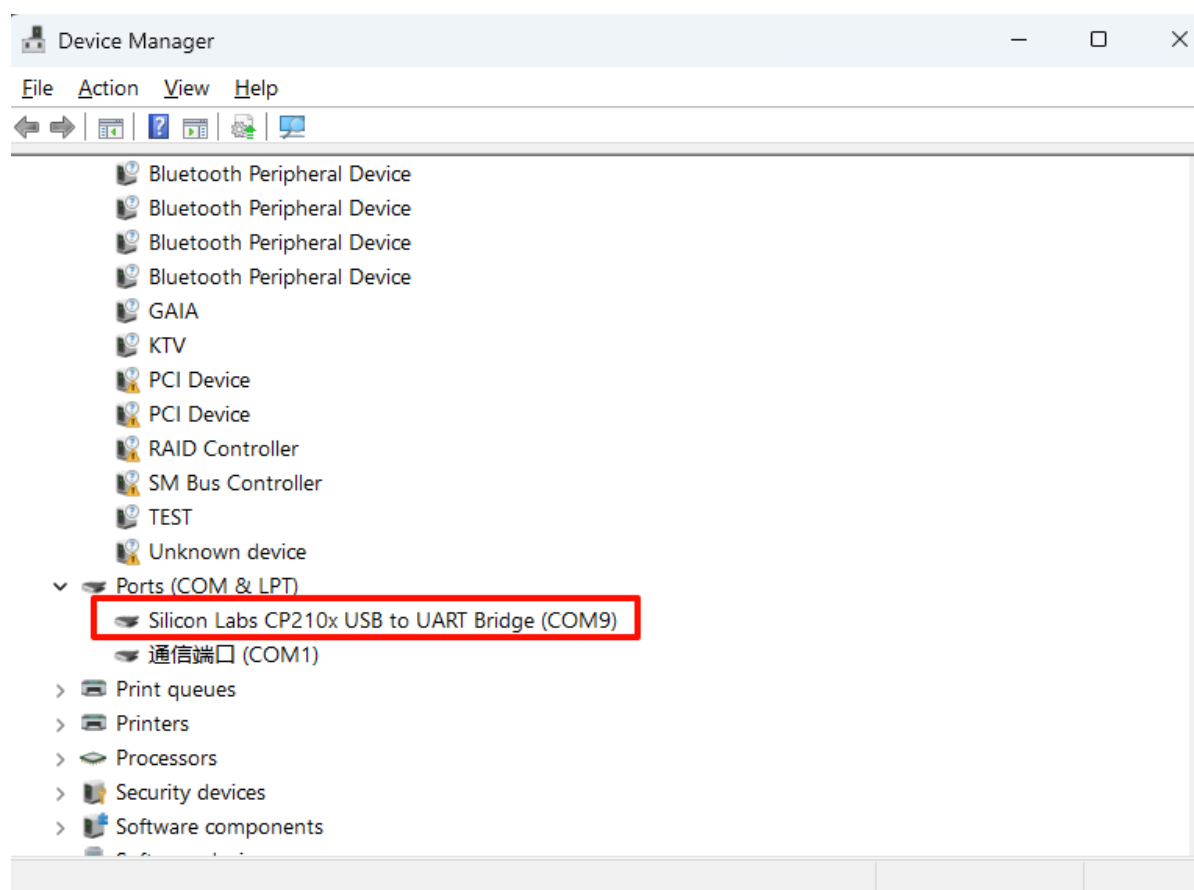 Device Manager
File Action View Help
Bluetooth Peripheral Device
Bluetooth Peripheral Device
Bluetooth Peripheral Device
Bluetooth Peripheral Device
GAIA
KTV
PCI Device
PCI Device
RAID Controller
SM Bus Controller
TEST
Unknown device
Ports (COM & LPT)
Silicon Labs CP210x USB to UART Bridge (COM9)
通信端口 (COM1)
Print queues
Printers
Processors
Security devices
Software components